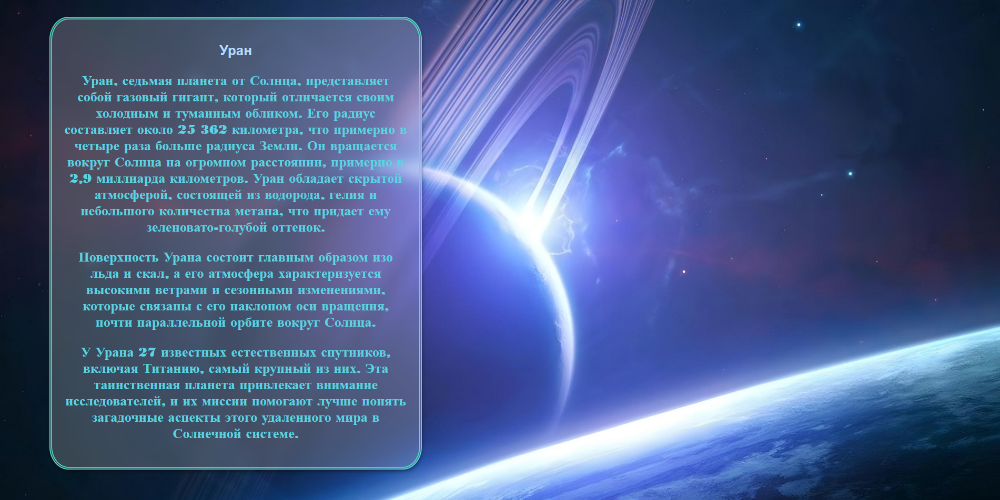 Уран
Уран, седьмая планета от Солнца, представляет
собой газовый гигант, который отличается своим
холодным и туманным обликом. Его радиус
составляет около 25 362 километра, что примерно в
четыре раза больше радиуса Земли. Он вращается
вокруг Солнца на огромном расстоянии, примерно в
2,9 миллиарда километров. Уран обладает скрытой
атмосферой, состоящей из водорода, гелия и
небольшого количества метана, что придает ему
зеленовато-голубой оттенок.
Поверхность Урана состоит главным образом изо
льда и скал, а его атмосфера характеризуется
высокими ветрами и сезонными изменениями,
которые связаны с его наклоном оси вращения,
почти параллельной орбите вокруг Солнца.
У Урана 27 известных естественных спутников,
включая Титанию, самый крупный из них. Эта
таинственная планета привлекает внимание
исследователей, и их миссии помогают лучше понять
загадочные аспекты этого удаленного мира в
Солнечной системе.